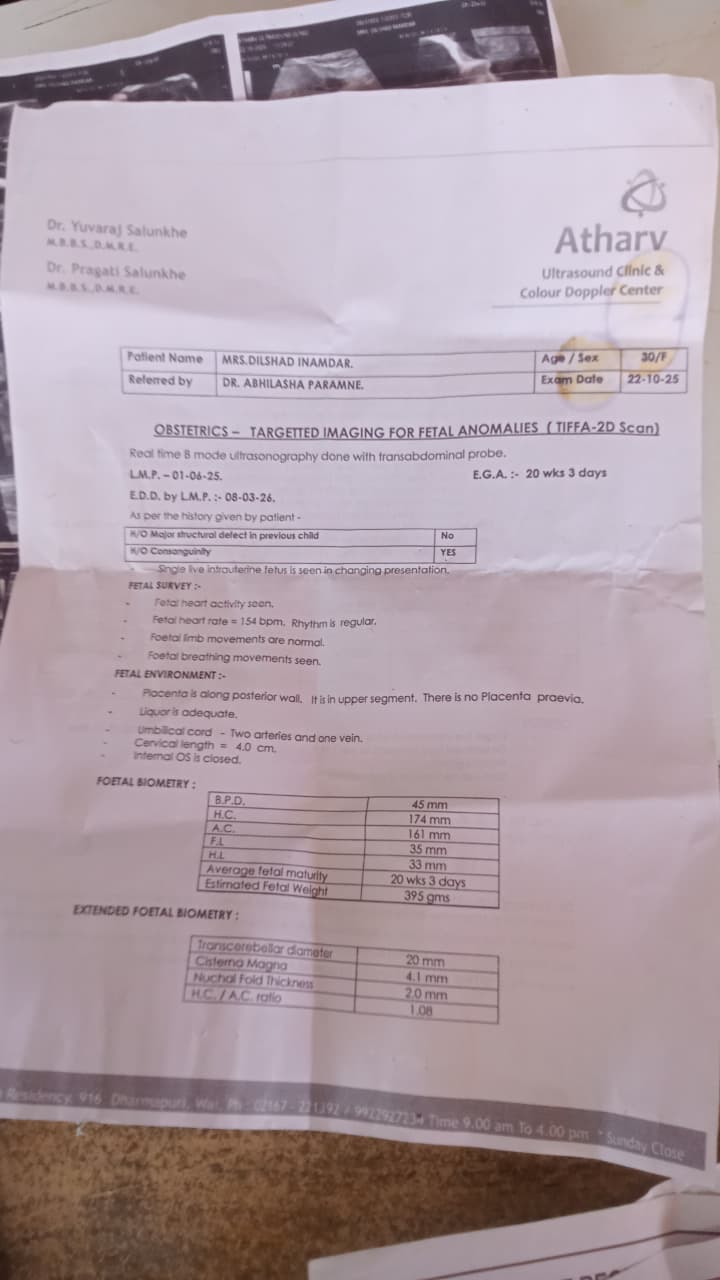 Dr. Yuvaraj Salunkhe
M.B.B.S.,D.M.R.E.
Dr. Pragati Salunkhe
M.B.B.S.,D.M.R.E.
Atharv
Ultrasound Clinic &
Colour Doppler Center
Patient Name MRS.DILSHAD INAMDAR. Age / Sex 30/F
Referred by DR. ABHILASHA PARAMNE. Exam Date 22-10-25
OBSTETRICS – TARGETTED IMAGING FOR FETAL ANOMALIES ( TIFFA-2D Scan)
Real time B mode ultrasonography done with transabdominal probe.
L.M.P. – 01-06-25. E.G.A. :- 20 wks 3 days
E.D.D. by L.M.P. :- 08-03-26.
As per the history given by patient -
H/O Major structural defect in previous child No
H/O Consanguinity YES
- Single live intrauterine fetus is seen in changing presentation.
FETAL SURVEY :-
- Fetal heart activity seen.
- Fetal heart rate = 154 bpm. Rhythm is regular.
- Foetal limb movements are normal.
- Foetal breathing movements seen.
FETAL ENVIRONMENT :-
- Placenta is along posterior wall. It is in upper segment. There is no Placenta praevia.
- Liquor is adequate.
- Umbilical cord - Two arteries and one vein.
- Cervical length = 4.0 cm.
- Internal OS is closed.
FOETAL BIOMETRY :
B.P.D. 45 mm
H.C. 174 mm
A.C. 161 mm
F.L 35 mm
H.L 33 mm
Average fetal maturity 20 wks 3 days
Estimated Fetal Weight 395 gms
EXTENDED FOETAL BIOMETRY :
Transcerebellar diameter 20 mm
Cisterna Magna 4.1 mm
Nuchal Fold Thickness 2.0 mm
H.C. / A.C. ratio 1.08
Residency, 916 Dharmapuri, Wai, Ph : 02167 - 221392 / 9922927234 Time 9.00 am To 4.00 pm * Sunday Close